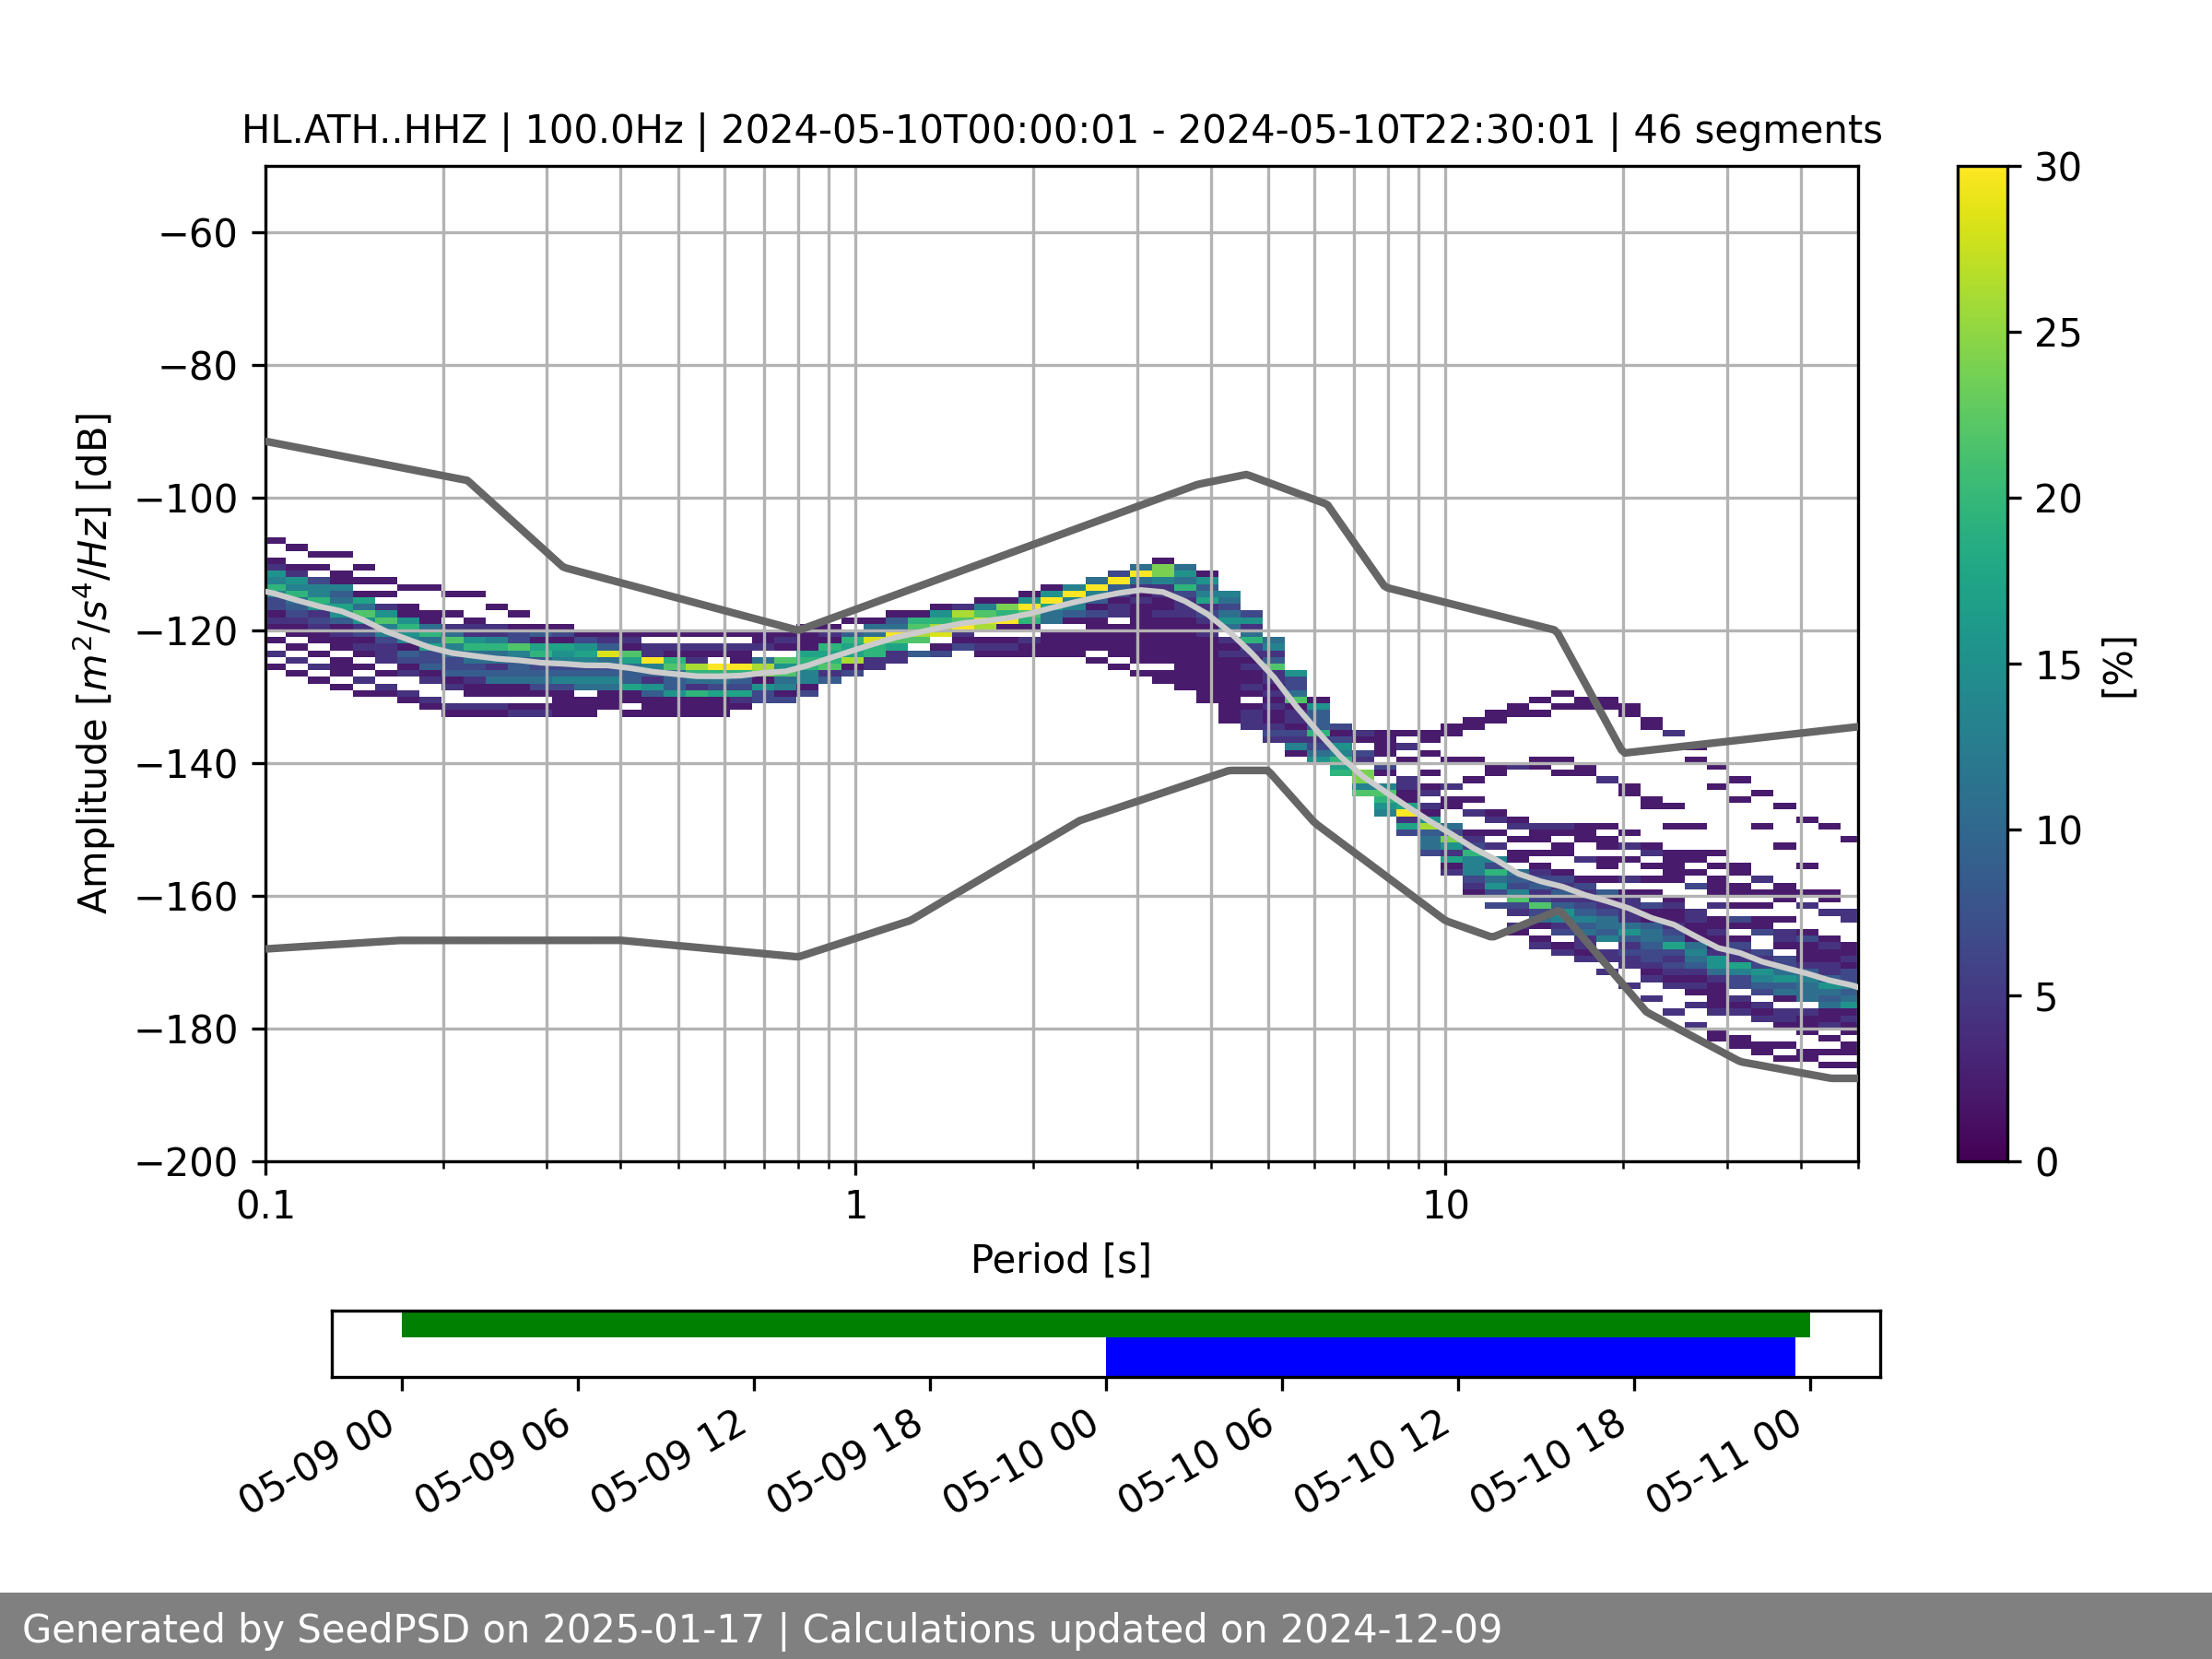 HL.ATH..HHZ | 100.0Hz | 2024-05-10T00:00:01 - 2024-05-10T22:30:01 | 46 segments
Amplitude [m²/s⁴/Hz] [dB]
−60
−80
−100
−120
−140
−160
−180
−200
0.1 1 10
Period [s]
30
25
20
15
10
5
0
[%]
05-09 00 05-09 06 05-09 12 05-09 18 05-10 00 05-10 06 05-10 12 05-10 18 05-11 00
Generated by SeedPSD on 2025-01-17 | Calculations updated on 2024-12-09